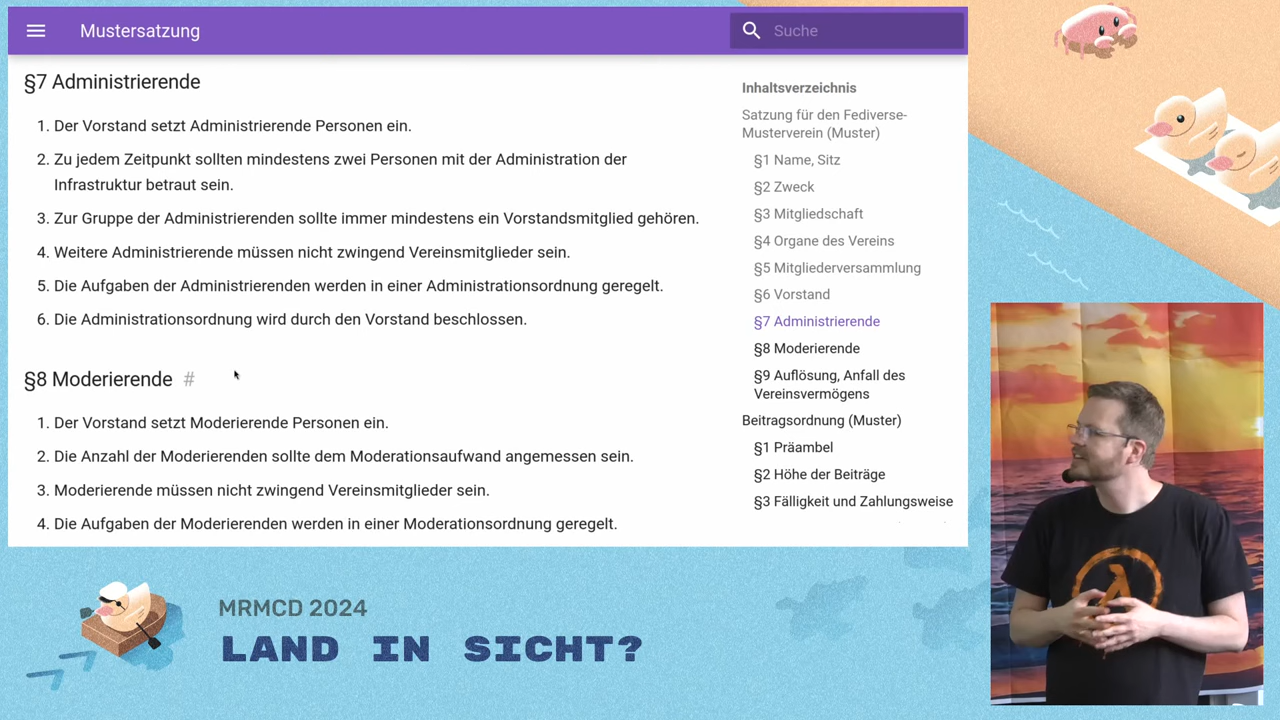 Mustersatzung
Suche
§7 Administrierende
1. Der Vorstand setzt Administrierende Personen ein.
2. Zu jedem Zeitpunkt sollten mindestens zwei Personen mit der Administration der
Infrastruktur betraut sein.
3. Zur Gruppe der Administrierenden sollte immer mindestens ein Vorstandsmitglied gehören.
4. Weitere Administrierende müssen nicht zwingend Vereinsmitglieder sein.
5. Die Aufgaben der Administrierenden werden in einer Administrationsordnung geregelt.
6. Die Administrationsordnung wird durch den Vorstand beschlossen.
§8 Moderierende #
1. Der Vorstand setzt Moderierende Personen ein.
2. Die Anzahl der Moderierenden sollte dem Moderationsaufwand angemessen sein.
3. Moderierende müssen nicht zwingend Vereinsmitglieder sein.
4. Die Aufgaben der Moderierenden werden in einer Moderationsordnung geregelt.
Inhaltsverzeichnis
Satzung für den Fediverse-
Musterverein (Muster)
§1 Name, Sitz
§2 Zweck
§3 Mitgliedschaft
§4 Organe des Vereins
§5 Mitgliederversammlung
§6 Vorstand
§7 Administrierende
§8 Moderierende
§9 Auflösung, Anfall des
Vereinsvermögens
Beitragsordnung (Muster)
§1 Präambel
§2 Höhe der Beiträge
§3 Fälligkeit und Zahlungsweise
MRMCD 2024
LAND IN SICHT?